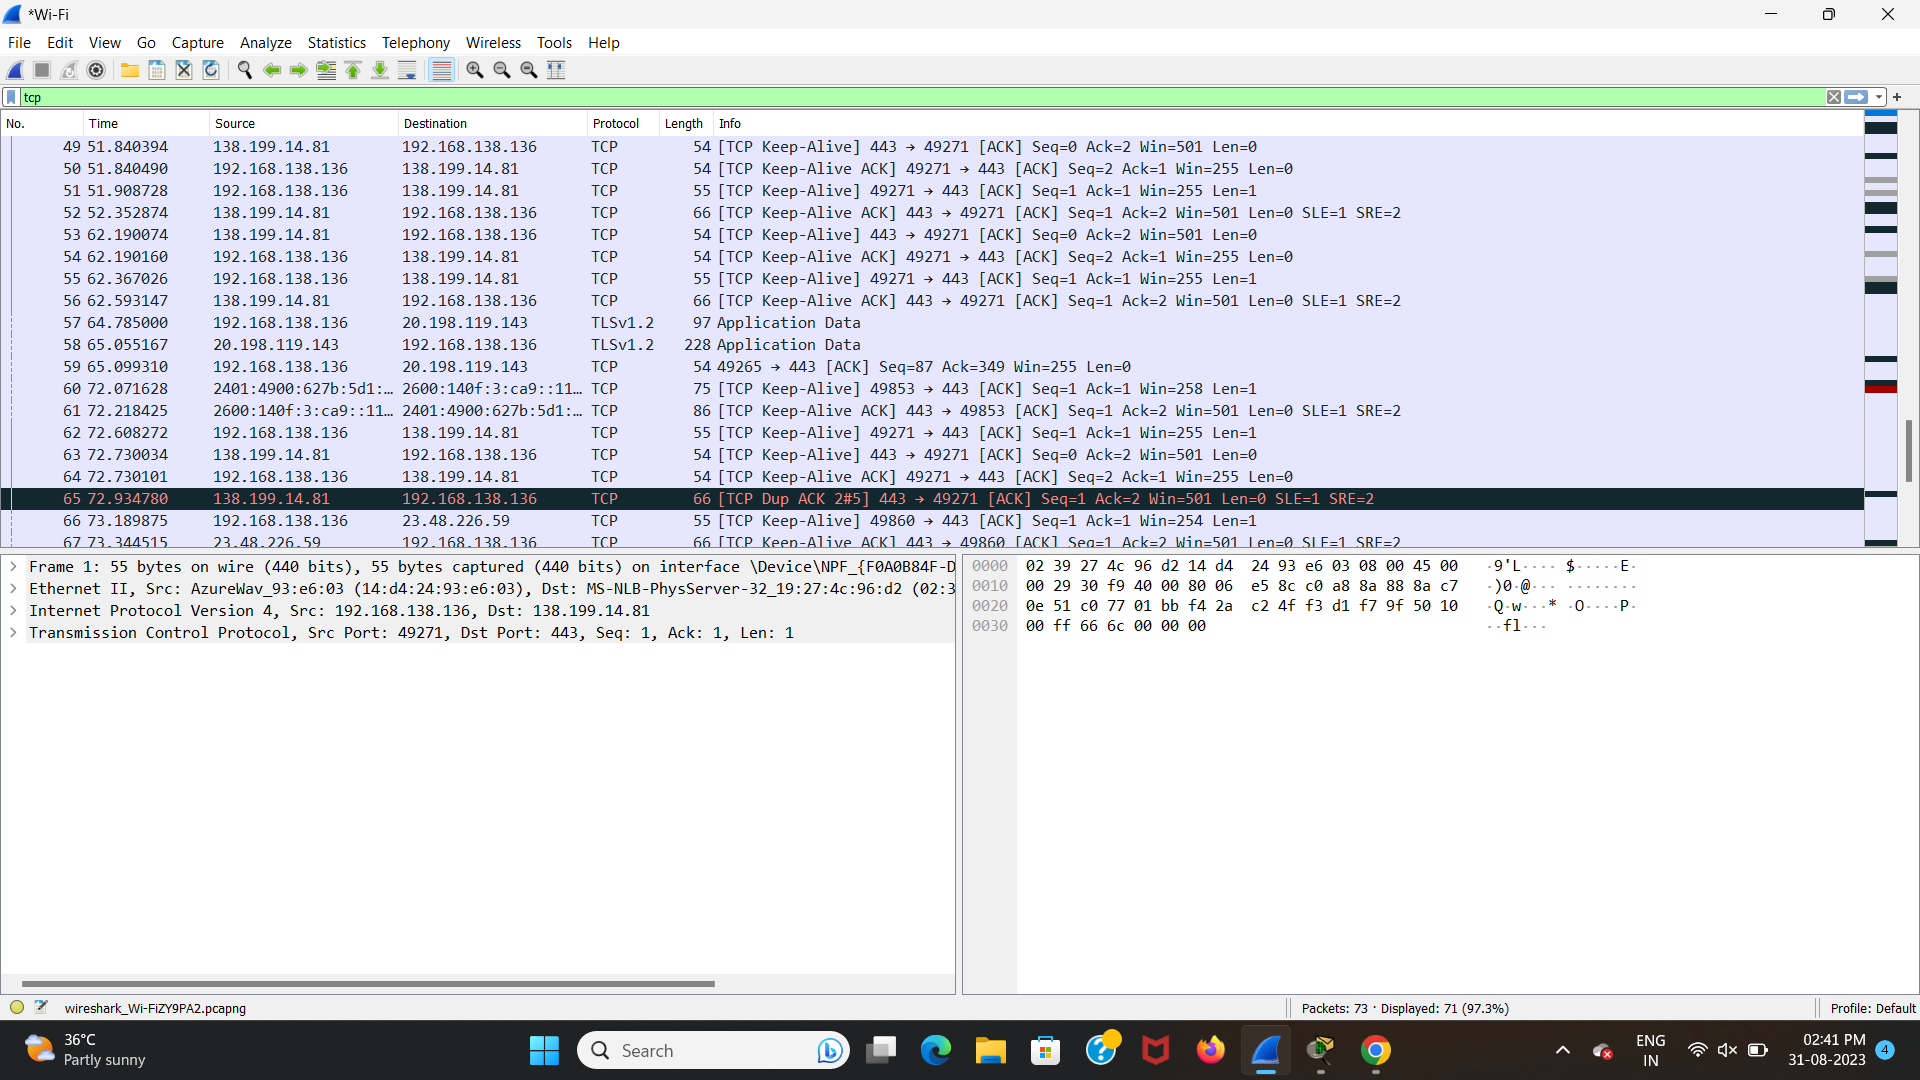 *Wi-Fi
File Edit View Go Capture Analyze Statistics Telephony Wireless Tools Help
tcp
No. Time Source Destination Protocol Length Info
49 51.840394 138.199.14.81 192.168.138.136 TCP 54 [TCP Keep-Alive] 443 → 49271 [ACK] Seq=0 Ack=2 Win=501 Len=0
50 51.840490 192.168.138.136 138.199.14.81 TCP 54 [TCP Keep-Alive ACK] 49271 → 443 [ACK] Seq=2 Ack=1 Win=255 Len=0
51 51.908728 192.168.138.136 138.199.14.81 TCP 55 [TCP Keep-Alive] 49271 → 443 [ACK] Seq=1 Ack=1 Win=255 Len=1
52 52.352874 138.199.14.81 192.168.138.136 TCP 66 [TCP Keep-Alive ACK] 443 → 49271 [ACK] Seq=1 Ack=2 Win=501 Len=0 SLE=1 SRE=2
53 62.190074 138.199.14.81 192.168.138.136 TCP 54 [TCP Keep-Alive] 443 → 49271 [ACK] Seq=0 Ack=2 Win=501 Len=0
54 62.190160 192.168.138.136 138.199.14.81 TCP 54 [TCP Keep-Alive ACK] 49271 → 443 [ACK] Seq=2 Ack=1 Win=255 Len=0
55 62.367026 192.168.138.136 138.199.14.81 TCP 55 [TCP Keep-Alive] 49271 → 443 [ACK] Seq=1 Ack=1 Win=255 Len=1
56 62.593147 138.199.14.81 192.168.138.136 TCP 66 [TCP Keep-Alive ACK] 443 → 49271 [ACK] Seq=1 Ack=2 Win=501 Len=0 SLE=1 SRE=2
57 64.785000 192.168.138.136 20.198.119.143 TLSv1.2 97 Application Data
58 65.055167 20.198.119.143 192.168.138.136 TLSv1.2 228 Application Data
59 65.099310 192.168.138.136 20.198.119.143 TCP 54 49265 → 443 [ACK] Seq=87 Ack=349 Win=255 Len=0
60 72.071628 2401:4900:627b:5d1:… 2600:140f:3:ca9::11… TCP 75 [TCP Keep-Alive] 49853 → 443 [ACK] Seq=1 Ack=1 Win=258 Len=1
61 72.218425 2600:140f:3:ca9::11… 2401:4900:627b:5d1:… TCP 86 [TCP Keep-Alive ACK] 443 → 49853 [ACK] Seq=1 Ack=2 Win=501 Len=0 SLE=1 SRE=2
62 72.608272 192.168.138.136 138.199.14.81 TCP 55 [TCP Keep-Alive] 49271 → 443 [ACK] Seq=1 Ack=1 Win=255 Len=1
63 72.730034 138.199.14.81 192.168.138.136 TCP 54 [TCP Keep-Alive] 443 → 49271 [ACK] Seq=0 Ack=2 Win=501 Len=0
64 72.730101 192.168.138.136 138.199.14.81 TCP 54 [TCP Keep-Alive ACK] 49271 → 443 [ACK] Seq=2 Ack=1 Win=255 Len=0
65 72.934780 138.199.14.81 192.168.138.136 TCP 66 [TCP Dup ACK 2#5] 443 → 49271 [ACK] Seq=1 Ack=2 Win=501 Len=0 SLE=1 SRE=2
66 73.189875 192.168.138.136 23.48.226.59 TCP 55 [TCP Keep-Alive] 49860 → 443 [ACK] Seq=1 Ack=1 Win=254 Len=1
67 73.344515 23.48.226.59 192.168.138.136 TCP 66 [TCP Keep-Alive ACK] 443 → 49860 [ACK] Seq=1 Ack=2 Win=501 Len=0 SLE=1 SRE=2
Frame 1: 55 bytes on wire (440 bits), 55 bytes captured (440 bits) on interface \Device\NPF_{F0A0B84F-D
Ethernet II, Src: AzureWav_93:e6:03 (14:d4:24:93:e6:03), Dst: MS-NLB-PhysServer-32_19:27:4c:96:d2 (02:3
Internet Protocol Version 4, Src: 192.168.138.136, Dst: 138.199.14.81
Transmission Control Protocol, Src Port: 49271, Dst Port: 443, Seq: 1, Ack: 1, Len: 1
0000 02 39 27 4c 96 d2 14 d4 24 93 e6 03 08 00 45 00 ·9'L···· $·····E·
0010 00 29 30 f9 40 00 80 06 e5 8c c0 a8 8a 88 8a c7 ·)0·@··· ········
0020 0e 51 c0 77 01 bb f4 2a c2 4f f3 d1 f7 9f 50 10 ·Q·w···* ·O····P·
0030 00 ff 66 6c 00 00 00 ··fl···
wireshark_Wi-FiZY9PA2.pcapng
Packets: 73 · Displayed: 71 (97.3%)
Profile: Default
36°C
Partly sunny
Search
ENG
IN
02:41 PM
31-08-2023
4